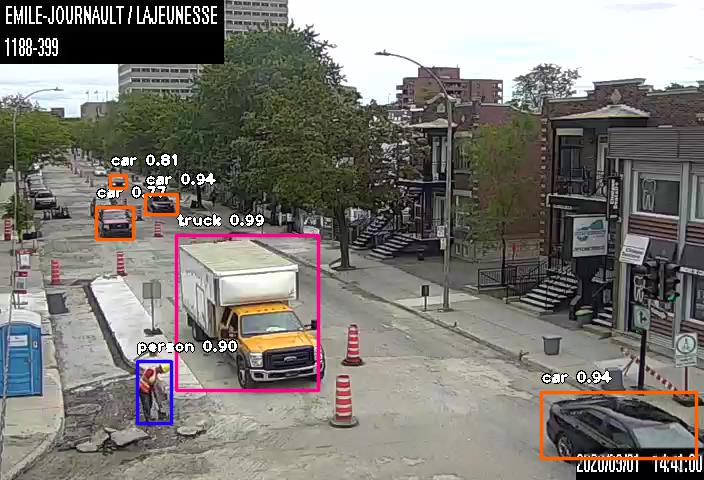 EMILE-JOURNAULT / LAJEUNESSE
1188-399
car 0.81
car 0.94
car 0.77
truck 0.99
person 0.90
car 0.94
2020/09/01 14:41:00